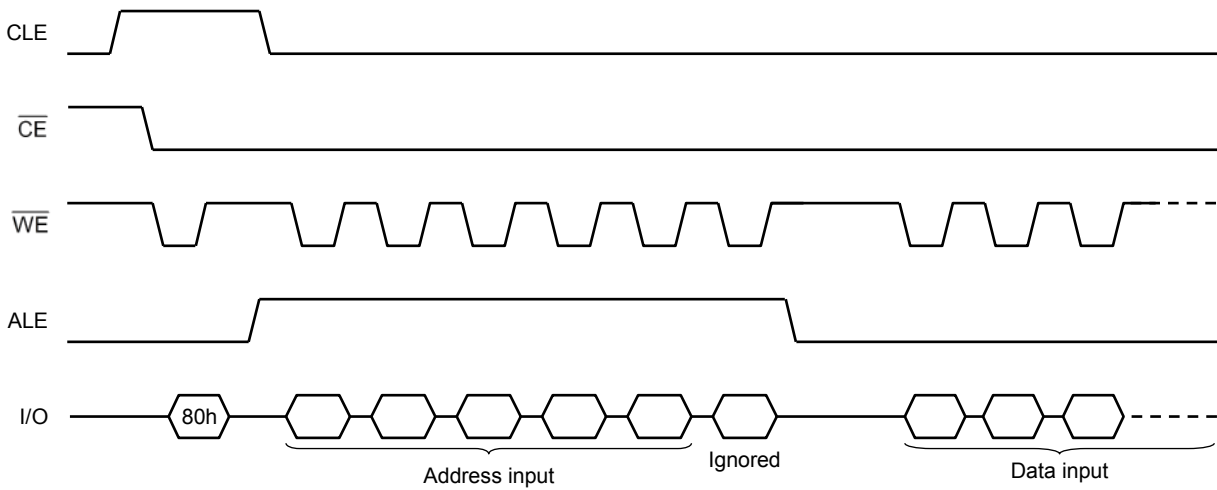 CLE
CE
WE
ALE
I/O
80h
Address input
Ignored
Data input